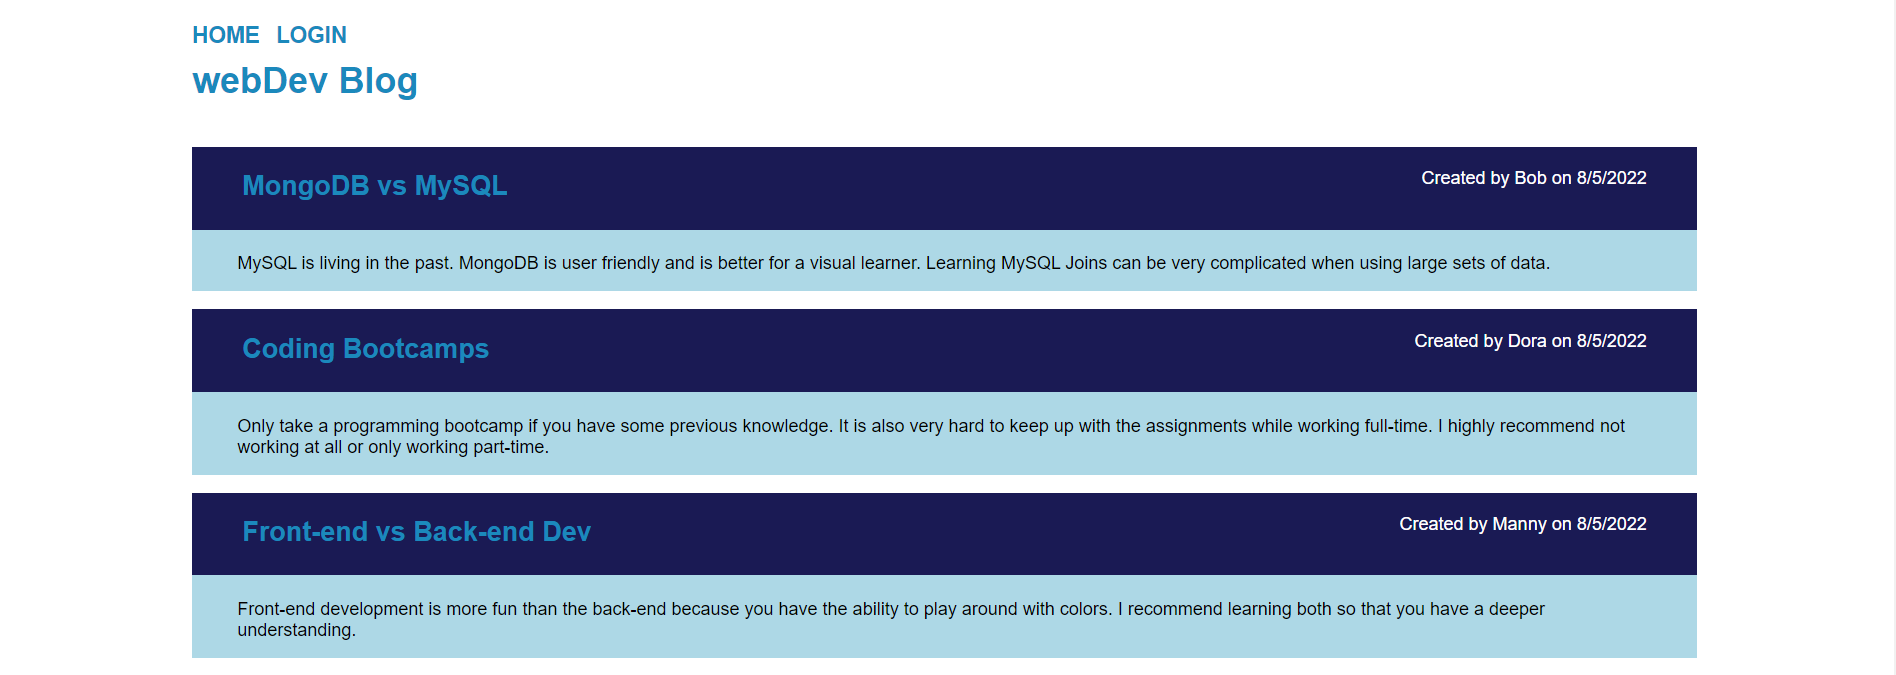 HOME LOGIN
webDev Blog
MongoDB vs MySQL
Created by Bob on 8/5/2022
MySQL is living in the past. MongoDB is user friendly and is better for a visual learner. Learning MySQL Joins can be very complicated when using large sets of data.
Coding Bootcamps
Created by Dora on 8/5/2022
Only take a programming bootcamp if you have some previous knowledge. It is also very hard to keep up with the assignments while working full-time. I highly recommend not
working at all or only working part-time.
Front-end vs Back-end Dev
Created by Manny on 8/5/2022
Front-end development is more fun than the back-end because you have the ability to play around with colors. I recommend learning both so that you have a deeper
understanding.